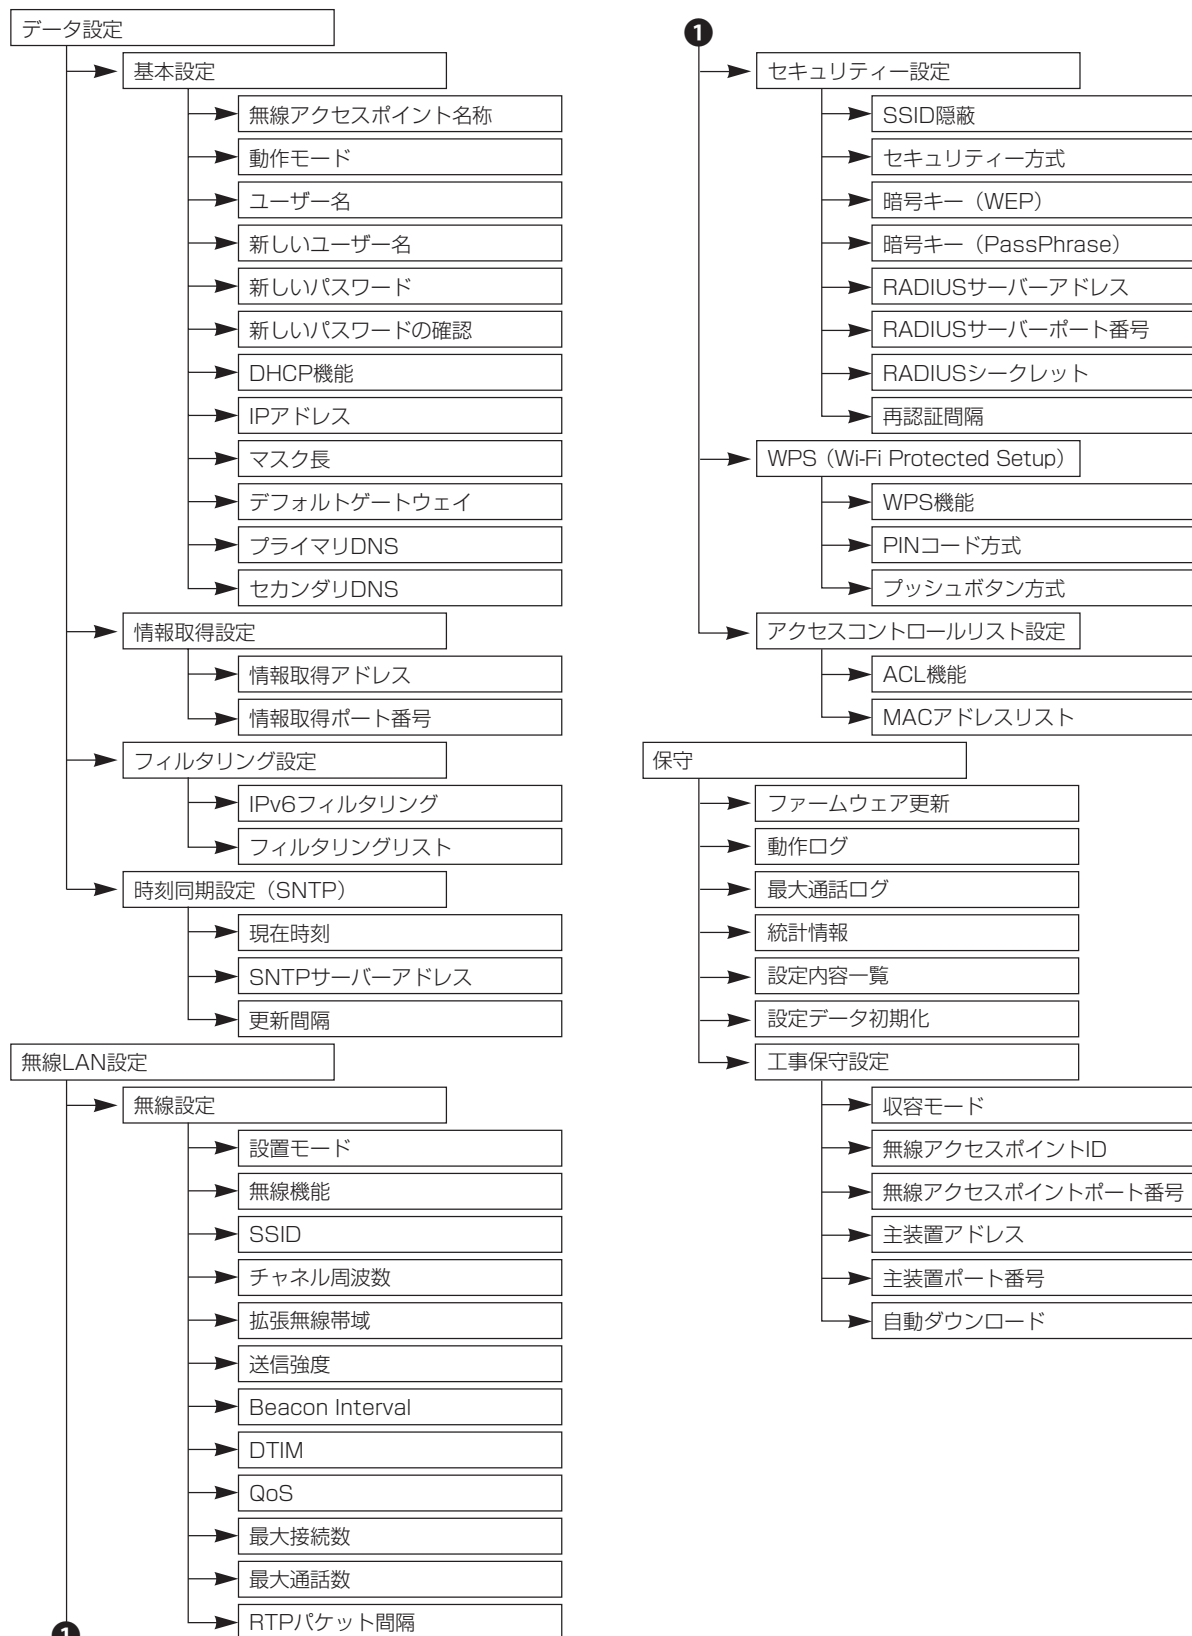 データ設定
基本設定
無線アクセスポイント名称
動作モード
ユーザー名
新しいユーザー名
新しいパスワード
新しいパスワードの確認
DHCP機能
IPアドレス
マスク長
デフォルトゲートウェイ
プライマリDNS
セカンダリDNS
情報取得設定
情報取得アドレス
情報取得ポート番号
フィルタリング設定
IPv6フィルタリング
フィルタリングリスト
時刻同期設定（SNTP）
現在時刻
SNTPサーバーアドレス
更新間隔
無線LAN設定
無線設定
設置モード
無線機能
SSID
チャネル周波数
拡張無線帯域
送信強度
Beacon Interval
DTIM
QoS
最大接続数
最大通話数
RTPパケット間隔
❶
❶
セキュリティー設定
SSID隠蔽
セキュリティー方式
暗号キー（WEP）
暗号キー（PassPhrase）
RADIUSサーバーアドレス
RADIUSサーバーポート番号
RADIUSシークレット
再認証間隔
WPS（Wi-Fi Protected Setup）
WPS機能
PINコード方式
プッシュボタン方式
アクセスコントロールリスト設定
ACL機能
MACアドレスリスト
保守
ファームウェア更新
動作ログ
最大通話ログ
統計情報
設定内容一覧
設定データ初期化
工事保守設定
収容モード
無線アクセスポイントID
無線アクセスポイントポート番号
主装置アドレス
主装置ポート番号
自動ダウンロード